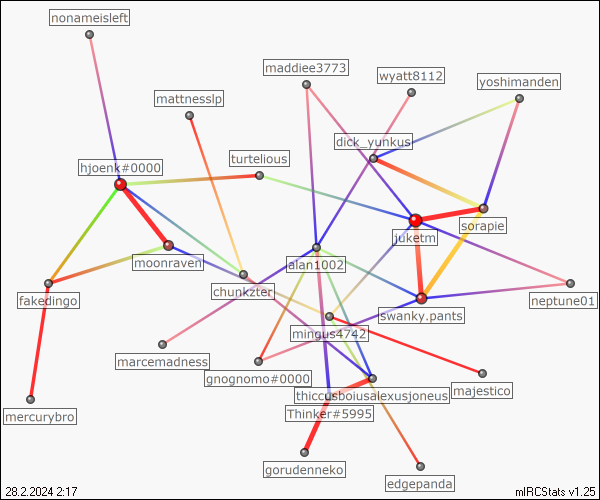 nonameisleft
maddiee3773
wyatt8112
yoshimanden
mattnesslp
dick_yunkus
turtelious
hjoenk#0000
sorapie
juketm
moonraven
alan1002
chunkzter
fakedingo
neptune01
swanky.pants
mingus4742
marcemadness
gnognomo#0000
majestico
thiccusboiusalexusjoneus
Thinker#5995
mercurybro
gorudenneko
edgepanda
28.2.2024 2:17
mIRCStats v1.25